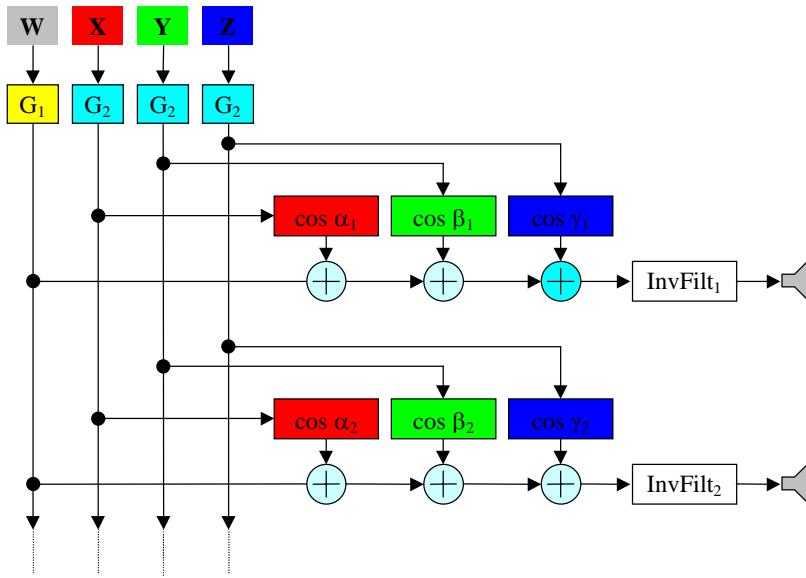 W X Y Z
G₁ G₂ G₂ G₂
cos α₁ cos β₁ cos γ₁
InvFilt₁
cos α₂ cos β₂ cos γ₂
InvFilt₂